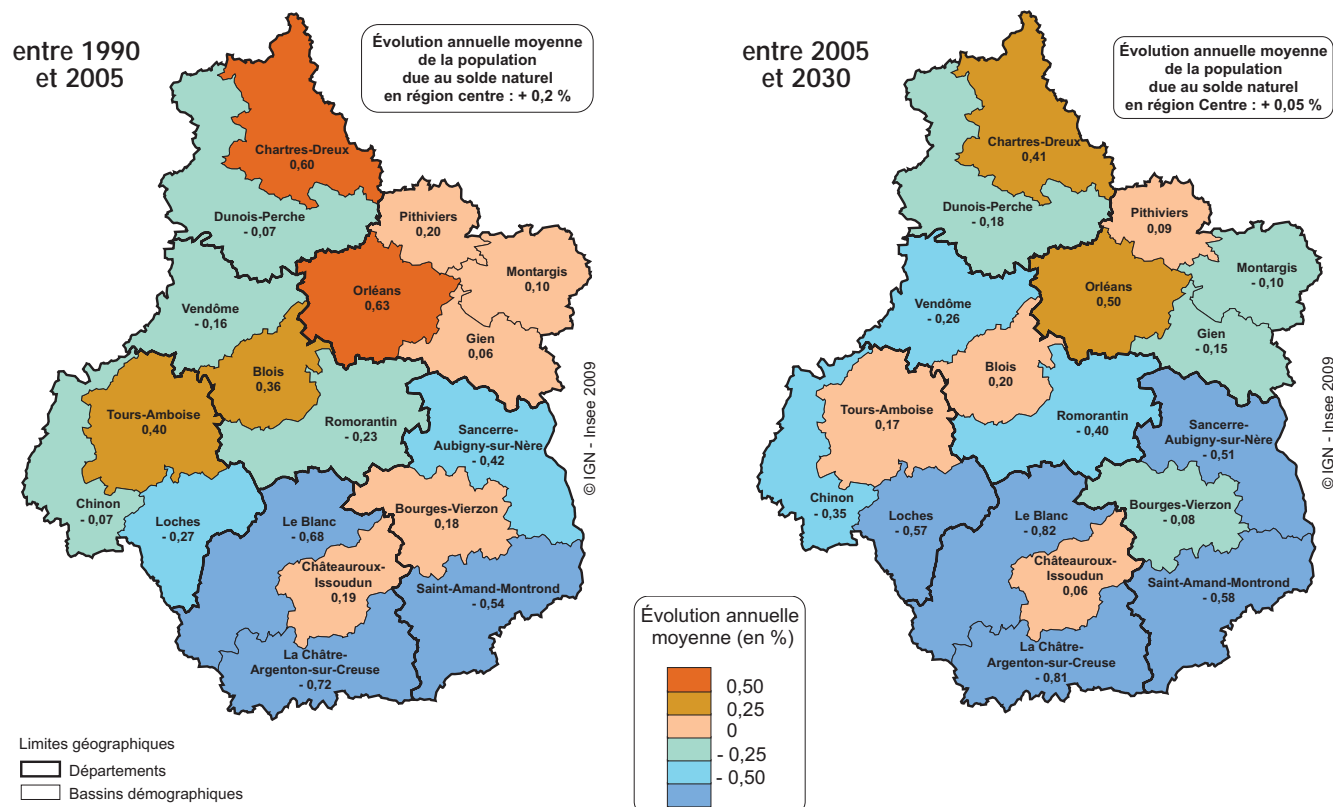 entre 1990
et 2005
Évolution annuelle moyenne
de la population
due au solde naturel
en région centre : + 0,2 %
Chartres-Dreux
0,60
Dunois-Perche
- 0,07
Pithiviers
0,20
Montargis
0,10
Orléans
0,63
Vendôme
- 0,16
Gien
0,06
Blois
0,36
Tours-Amboise
0,40
Romorantin
- 0,23
Sancerre-
Aubigny-sur-Nère
- 0,42
Chinon
- 0,07
Loches
- 0,27
Le Blanc
- 0,68
Bourges-Vierzon
0,18
Châteauroux-
Issoudun
0,19
Saint-Amand-Montrond
- 0,54
La Châtre-
Argenton-sur-Creuse
- 0,72
© IGN - Insee 2009
Limites géographiques
Départements
Bassins démographiques
entre 2005
et 2030
Évolution annuelle moyenne
de la population
due au solde naturel
en région Centre : + 0,05 %
Chartres-Dreux
0,41
Dunois-Perche
- 0,18
Pithiviers
0,09
Montargis
- 0,10
Orléans
0,50
Vendôme
- 0,26
Gien
- 0,15
Blois
0,20
Tours-Amboise
0,17
Romorantin
- 0,40
Sancerre-
Aubigny-sur-Nère
- 0,51
Chinon
- 0,35
Loches
- 0,57
Le Blanc
- 0,82
Bourges-Vierzon
- 0,08
Châteauroux-
Issoudun
0,06
Saint-Amand-Montrond
- 0,58
La Châtre-
Argenton-sur-Creuse
- 0,81
© IGN - Insee 2009
Évolution annuelle
moyenne (en %)
0,50
0,25
0
- 0,25
- 0,50